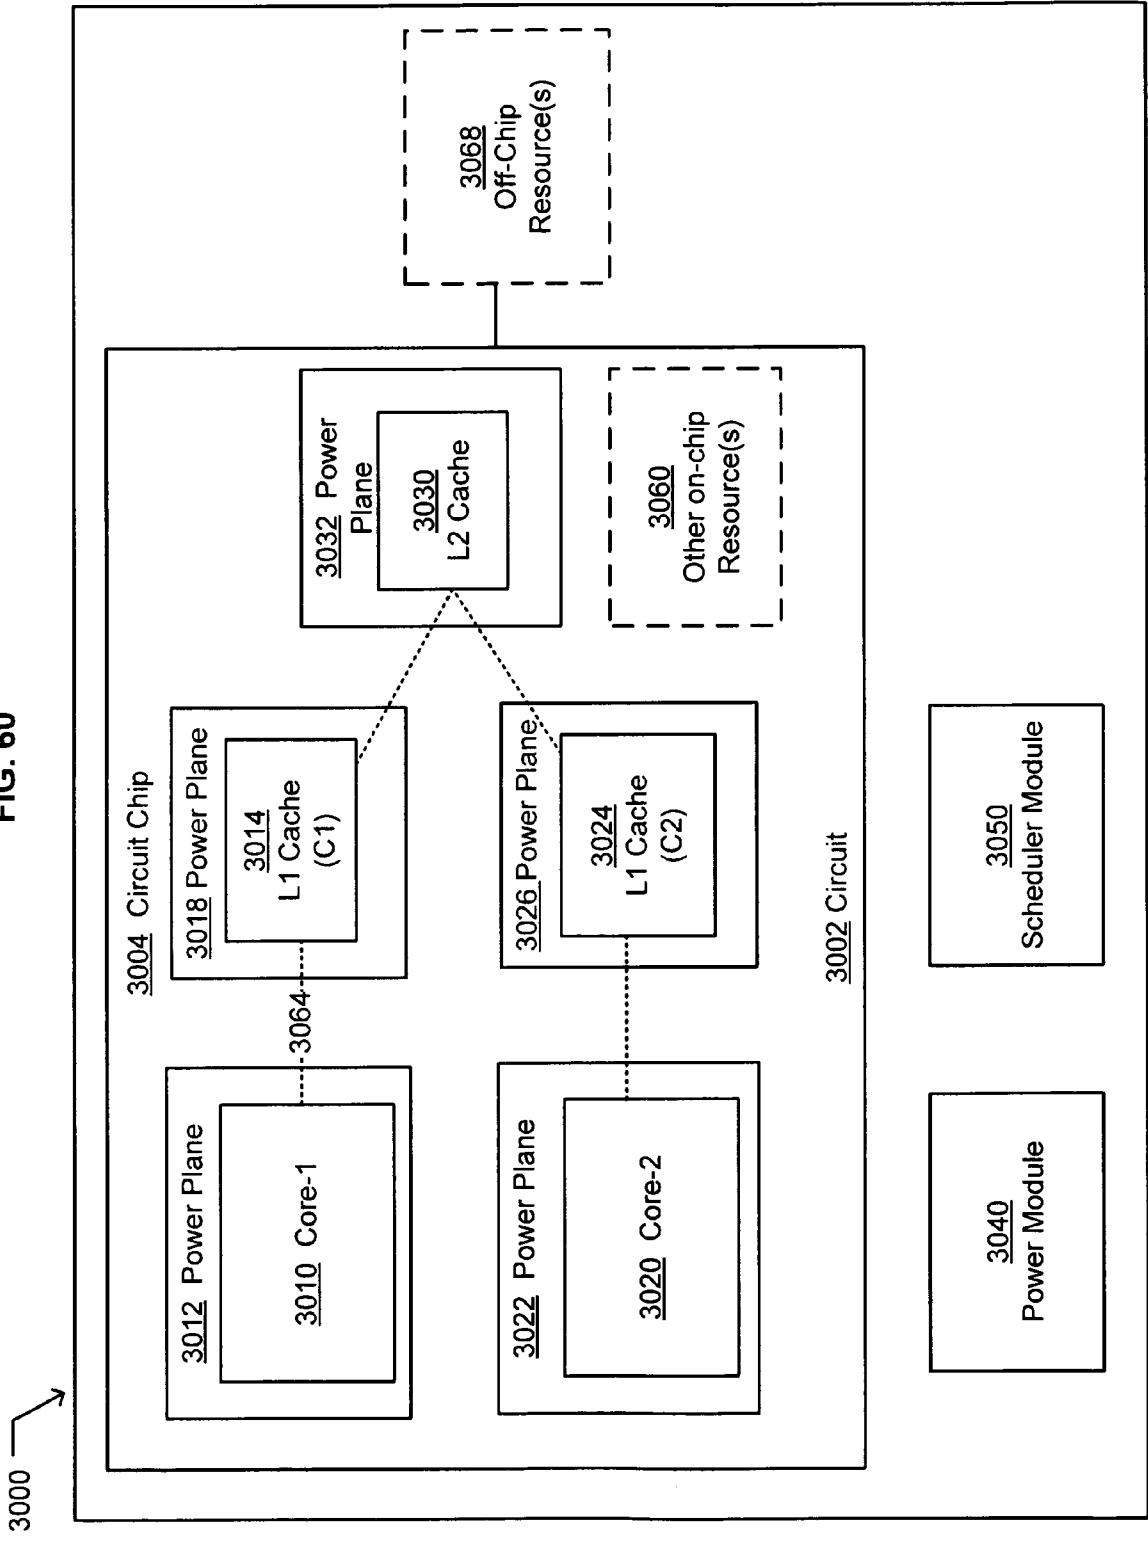 FIG. 60
3000
3004 Circuit Chip
3012 Power Plane
3010 Core-1
3064
3018 Power Plane
3014
L1 Cache
(C1)
3032 Power
Plane
3030
L2 Cache
3068
Off-Chip
Resource(s)
3022 Power Plane
3020 Core-2
3026 Power Plane
3024
L1 Cache
(C2)
3060
Other on-chip
Resource(s)
3002 Circuit
3040
Power Module
3050
Scheduler Module